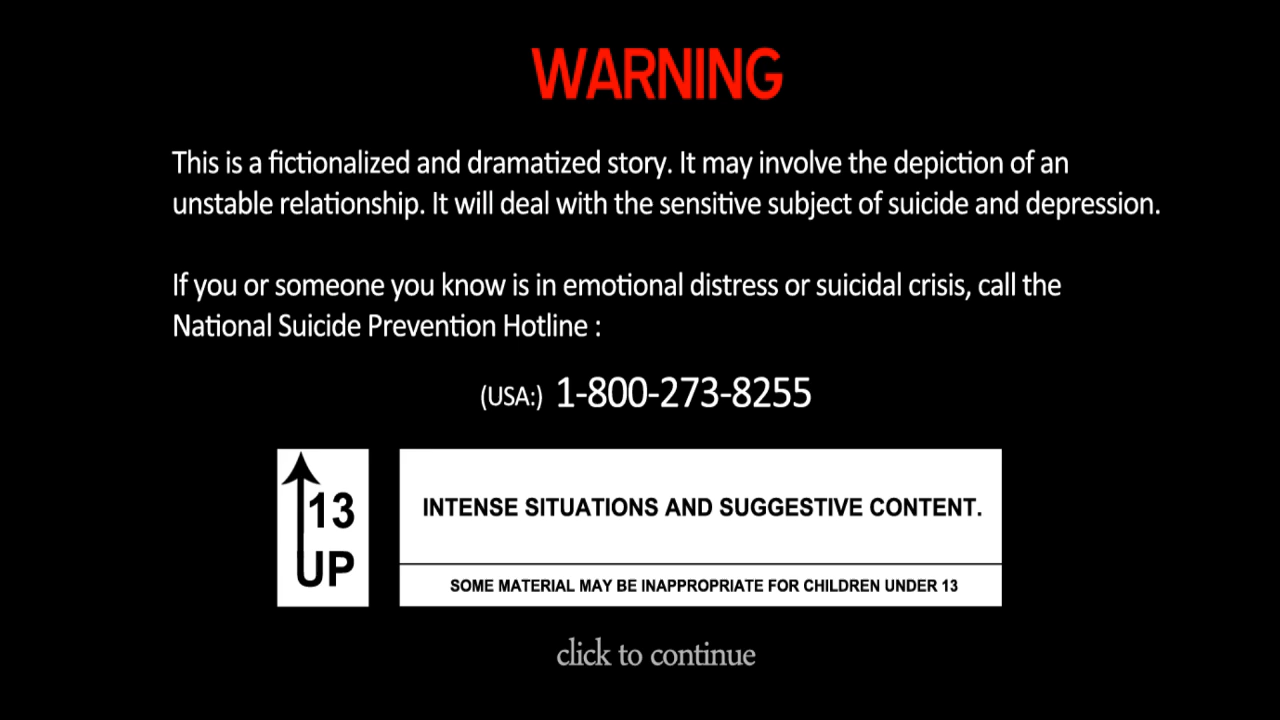 WARNING
This is a fictionalized and dramatized story. It may involve the depiction of an
unstable relationship. It will deal with the sensitive subject of suicide and depression.
If you or someone you know is in emotional distress or suicidal crisis, call the
National Suicide Prevention Hotline :
(USA:) 1-800-273-8255
13
UP
INTENSE SITUATIONS AND SUGGESTIVE CONTENT.
SOME MATERIAL MAY BE INAPPROPRIATE FOR CHILDREN UNDER 13
click to continue